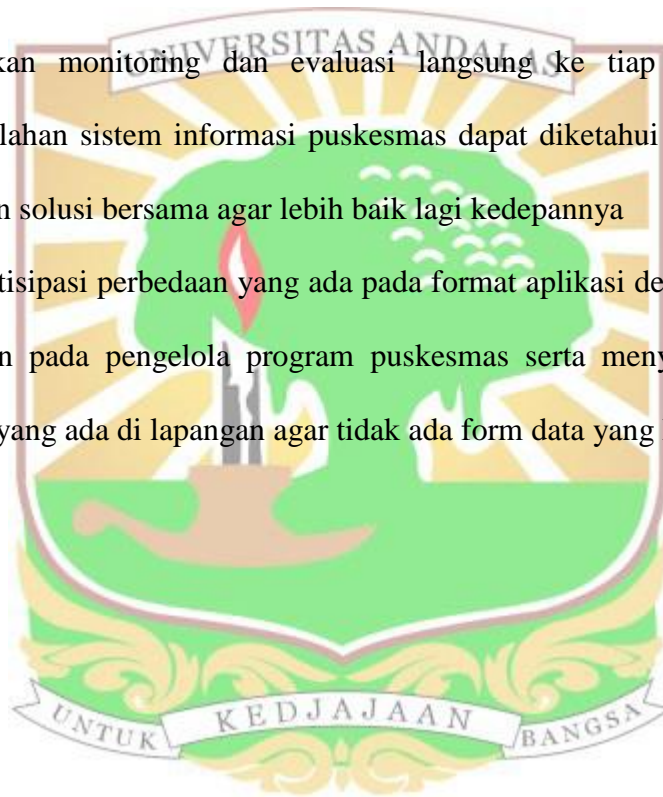 UNIVERSITAS ANDALAS
kan monitoring dan evaluasi langsung ke tiap
lahan sistem informasi puskesmas dapat diketahui
n solusi bersama agar lebih baik lagi kedepannya
tisipasi perbedaan yang ada pada format aplikasi de
n pada pengelola program puskesmas serta meny
yang ada di lapangan agar tidak ada form data yang
UNTUK KEDJAJAAN BANGSA